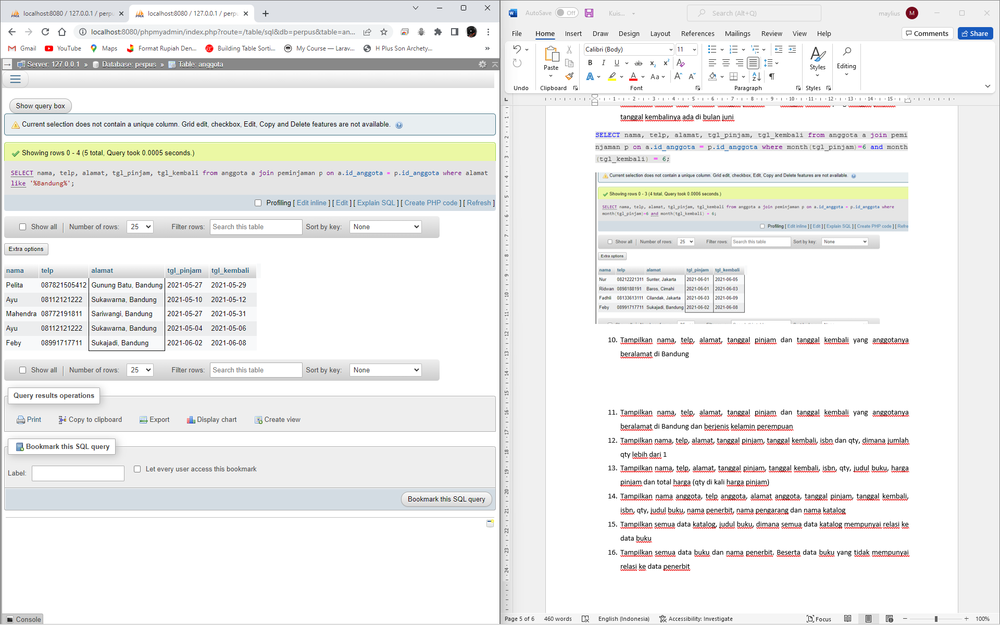 localhost:8080 / 127.0.0.1 / perpu
localhost:8080 / 127.0.0.1 / perpu
localhost:8080/phpmyadmin/index.php?route=/table/sql&db=perpus&table=an...
Gmail YouTube Maps Format Rupiah Den... Building Table Sorti... My Course — Larav... H Plus Son Archety... »
Server: 127.0.0.1 » Database: perpus » Table: anggota
Show query box
Current selection does not contain a unique column. Grid edit, checkbox, Edit, Copy and Delete features are not available.
Showing rows 0 - 4 (5 total, Query took 0.0005 seconds.)
SELECT nama, telp, alamat, tgl_pinjam, tgl_kembali from anggota a join peminjaman p on a.id_anggota = p.id_anggota where alamat
like '%Bandung%';
Profiling [ Edit inline ] [ Edit ] [ Explain SQL ] [ Create PHP code ] [ Refresh ]
Show all Number of rows: 25 Filter rows: Search this table Sort by key: None
Extra options
nama telp alamat tgl_pinjam tgl_kembali
Pelita 087821505412 Gunung Batu, Bandung 2021-05-27 2021-05-29
Ayu 08112121222 Sukawarna, Bandung 2021-05-10 2021-05-12
Mahendra 08772191811 Sariwangi, Bandung 2021-05-27 2021-05-31
Ayu 08112121222 Sukawarna, Bandung 2021-05-04 2021-05-06
Feby 08991717711 Sukajadi, Bandung 2021-06-02 2021-06-08
Show all Number of rows: 25 Filter rows: Search this table Sort by key: None
Query results operations
Print Copy to clipboard Export Display chart Create view
Bookmark this SQL query
Label: Let every user access this bookmark
Bookmark this SQL query
Console
AutoSave Off Kuis... Search (Alt+Q) maylius M
File Home Insert Draw Design Layout References Mailings Review View Help Comments Share
Calibri (Body) 11
Paste Styles Editing
Undo Clipboard Font Paragraph Styles
tanggal kembalinya ada di bulan juni
SELECT nama, telp, alamat, tgl_pinjam, tgl_kembali from anggota a join pemi
njaman p on a.id_anggota = p.id_anggota where month(tgl_pinjam)=6 and month
(tgl_kembali) = 6;
Current selection does not contain a unique column. Grid edit, checkbox, Edit, Copy and Delete features are not available.
Showing rows 0 - 3 (4 total, Query took 0.0006 seconds.)
SELECT nama, telp, alamat, tgl_pinjam, tgl_kembali from anggota a join peminjaman p on a.id_anggota = p.id_anggota where
month(tgl_pinjam)=6 and month(tgl_kembali) = 6;
Profiling [ Edit inline ] [ Edit ] [ Explain SQL ] [ Create PHP code ] [ Refre
Show all Number of rows: 25 Filter rows: Search this table Sort by key: None
Extra options
nama telp alamat tgl_pinjam tgl_kembali
Nur 08212221311 Sunter, Jakarta 2021-06-01 2021-06-05
Ridwan 0898188191 Baros, Cimahi 2021-06-01 2021-06-03
Fadhli 08133613111 Cilandak, Jakarta 2021-06-03 2021-06-09
Feby 08991717711 Sukajadi, Bandung 2021-06-02 2021-06-08
10. Tampilkan nama, telp, alamat, tanggal pinjam dan tanggal kembali yang anggotanya
beralamat di Bandung
11. Tampilkan nama, telp, alamat, tanggal pinjam dan tanggal kembali yang anggotanya
beralamat di Bandung dan berjenis kelamin perempuan
12. Tampilkan nama, telp, alamat, tanggal pinjam, tanggal kembali, isbn dan qty, dimana jumlah
qty lebih dari 1
13. Tampilkan nama, telp, alamat, tanggal pinjam, tanggal kembali, isbn, qty, judul buku, harga
pinjam dan total harga (qty di kali harga pinjam)
14. Tampilkan nama anggota, telp anggota, alamat anggota, tanggal pinjam, tanggal kembali,
isbn, qty, judul buku, nama penerbit, nama pengarang dan nama katalog
15. Tampilkan semua data katalog, judul buku, dimana semua data katalog mempunyai relasi ke
data buku
16. Tampilkan semua data buku dan nama penerbit. Beserta data buku yang tidak mempunyai
relasi ke data penerbit
Page 5 of 6 460 words English (Indonesia) Accessibility: Investigate Focus 100%